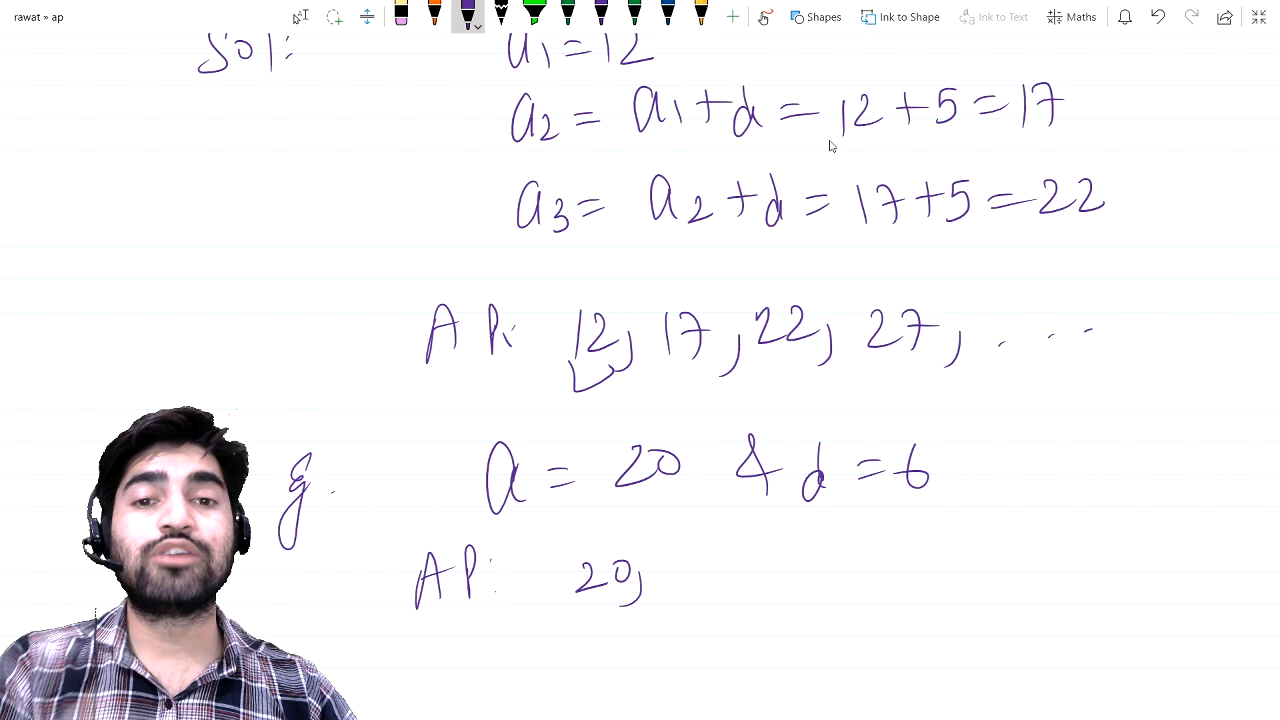 rawat » ap
Shapes Ink to Shape Ink to Text Maths
Sol:
a1=12
a2= a1+d=12+5=17
a3= a2+d=17+5=22
AP: 12, 17, 22, 27, ....
eg. a = 20 & d=6
AP: 20,